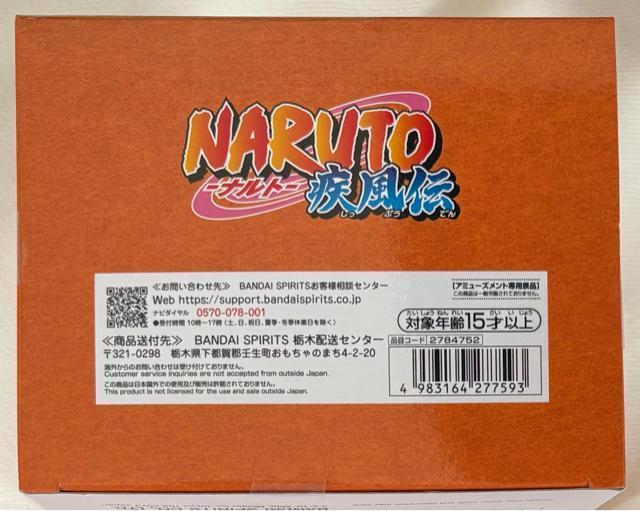 NARUTO
-ナルト-
疾風伝
しっ ぷう でん
≪お問い合わせ先≫ BANDAI SPIRITSお客様相談センター
Web https://support.bandaispirits.co.jp
ナビダイヤル 0570-078-001
●受付時間 10時〜17時 (土、日、祝日、夏季・冬季休業日を除く)
≪商品送付先≫ BANDAI SPIRITS 栃木配送センター
〒321-0298 栃木県下都賀郡壬生町おもちゃのまち4-2-20
海外からのお問い合わせは受け付けておりません。
Customer service inquiries are not accepted from outside Japan.
この商品は日本国外での使用及び販売は許諾されておりません。
This product is not licensed for the use and sale outside Japan.
【アミューズメント専用景品】
この商品は一般市販されておりません。
たい しょう ねん れい さい い じょう
対象年齢15才以上
品目コード 2784752
4 983164 277593